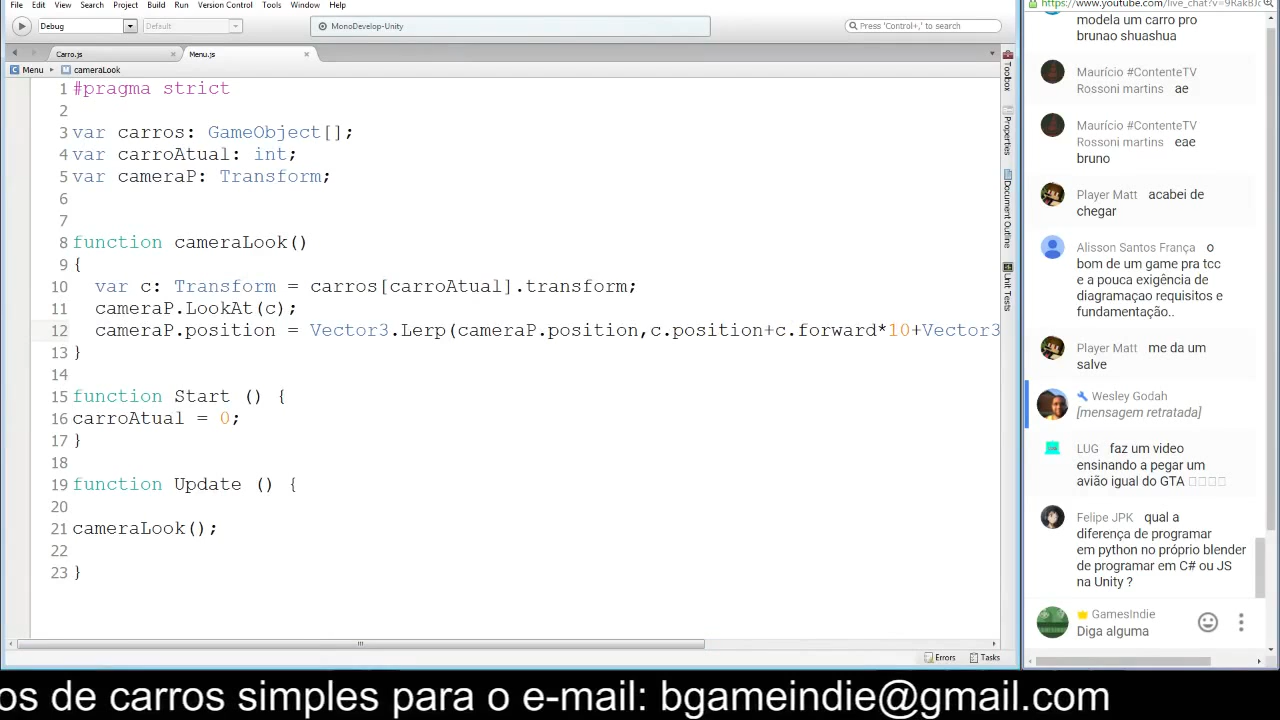 File Edit View Search Project Build Run Version Control Tools Window Help
Debug Default MonoDevelop-Unity Press 'Control+,' to search
Carro.js Menu.js
Menu cameraLook
1 #pragma strict
2
3 var carros: GameObject[];
4 var carroAtual: int;
5 var cameraP: Transform;
6
7
8 function cameraLook()
9 {
10 var c: Transform = carros[carroAtual].transform;
11 cameraP.LookAt(c);
12 cameraP.position = Vector3.Lerp(cameraP.position,c.position+c.forward*10+Vector3
13 }
14
15 function Start () {
16 carroAtual = 0;
17 }
18
19 function Update () {
20
21 cameraLook();
22
23 }
Toolbox
Properties
Document Outline
Unit Tests
Errors Tasks
modela um carro pro
brunao shuashua
Maurício #ContenteTV
Rossoni martins ae
Maurício #ContenteTV
Rossoni martins eae
bruno
Player Matt acabei de
chegar
Alisson Santos França o
bom de um game pra tcc
e a pouca exigência de
diagramaçao requisitos e
fundamentação..
Player Matt me da um
salve
Wesley Godah
[mensagem retratada]
LUG faz um video
ensinando a pegar um
avião igual do GTA
Felipe JPK qual a
diferença de programar
em python no próprio blender
de programar em C# ou JS
na Unity ?
GamesIndie
Diga alguma
os de carros simples para o e-mail: bgameindie@gmail.com